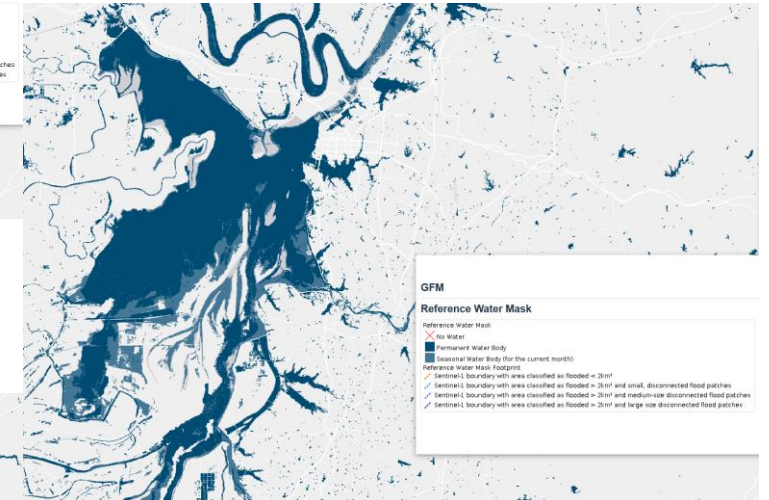 ches
es
GFM
Reference Water Mask
Reference Water Mask
No Water
Permanent Water Body
Seasonal Water Body (for the current month)
Reference Water Mask Footprint
Sentinel-1 boundary with area classified as flooded < 2km²
Sentinel-1 boundary with area classified as flooded > 2km² and small, disconnected flood patches
Sentinel-1 boundary with area classified as flooded > 2km² and medium-size disconnected flood patches
Sentinel-1 boundary with area classified as flooded > 2km² and large size disconnected flood patches